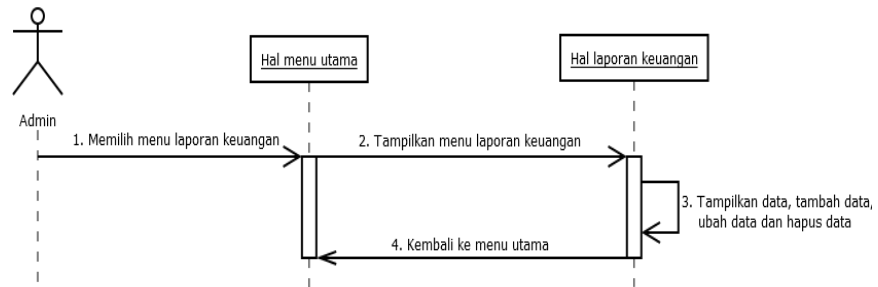 Hal menu utama
Hal laporan keuangan
Admin
1. Memilih menu laporan keuangan
2. Tampilkan menu laporan keuangan
3. Tampilkan data, tambah data,
ubah data dan hapus data
4. Kembali ke menu utama